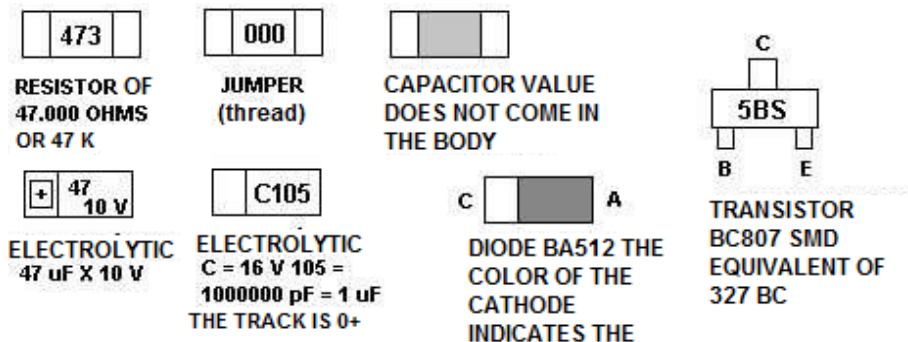 473
RESISTOR OF
47.000 OHMS
OR 47 K
000
JUMPER
(thread)
CAPACITOR VALUE
DOES NOT COME IN
THE BODY
C
5BS
B E
TRANSISTOR
BC807 SMD
EQUIVALENT OF
327 BC
+ 47
10 V
ELECTROLYTIC
47 uF X 10 V
C105
ELECTROLYTIC
C = 16 V 105 =
1000000 pF = 1 uF
THE TRACK IS 0+
C A
DIODE BA512 THE
COLOR OF THE
CATHODE
INDICATES THE